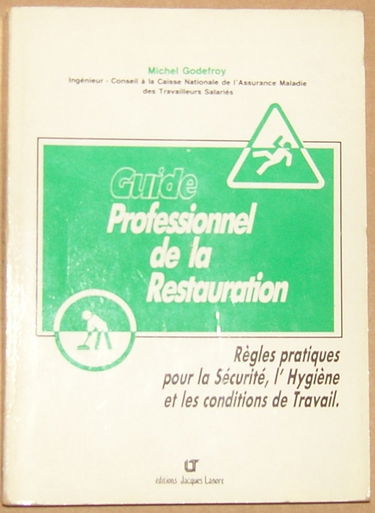 Michel Godefroy
Ingénieur - Conseil à la Caisse Nationale de l'Assurance Maladie
des Travailleurs Salariés
Guide
Professionnel
de la
Restauration
Règles pratiques
pour la Sécurité, l'Hygiène
et les conditions de Travail.
LT
éditions Jacques Lanore